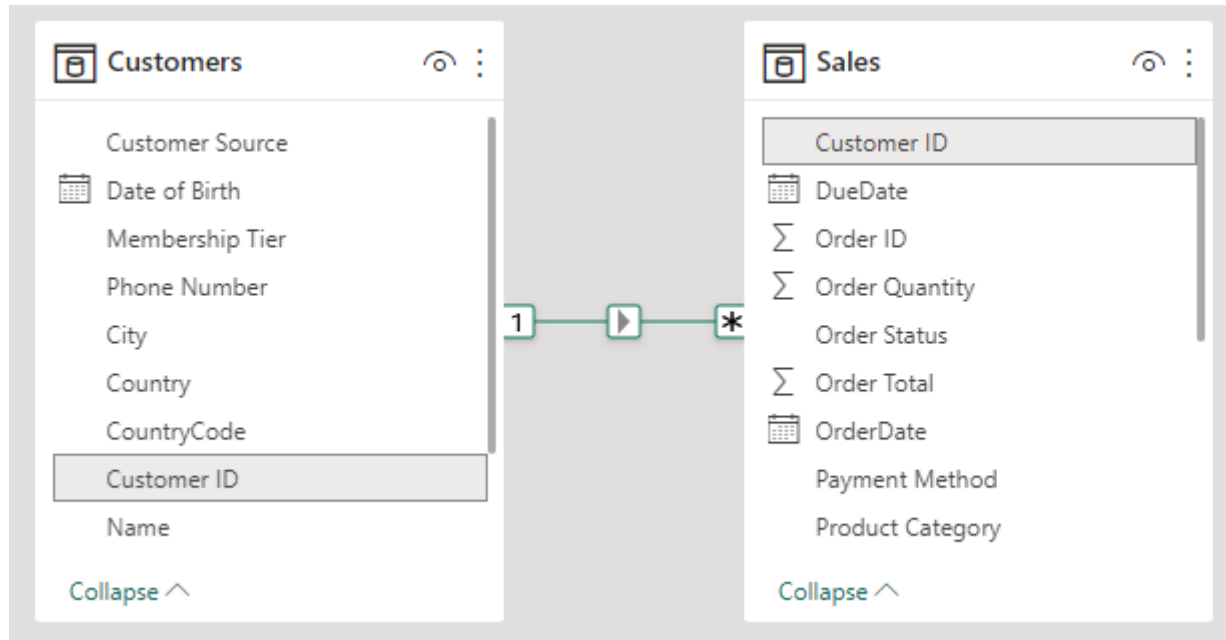 Customers
Customer Source
Date of Birth
Membership Tier
Phone Number
City
Country
CountryCode
Customer ID
Name
Collapse
1
*
Sales
Customer ID
DueDate
Σ Order ID
Σ Order Quantity
Order Status
Σ Order Total
OrderDate
Payment Method
Product Category
Collapse